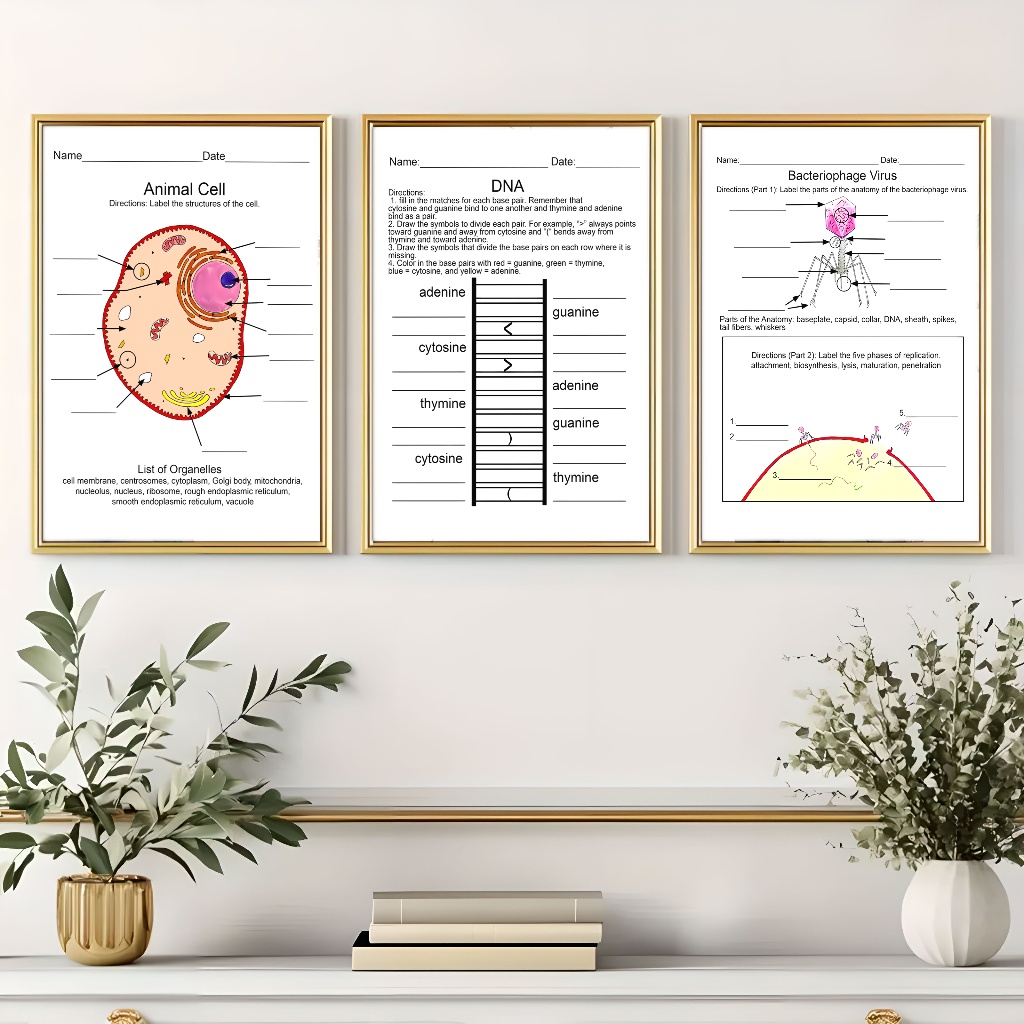 Name____________________Date______________
Animal Cell
Directions: Label the structures of the cell.
List of Organelles
cell membrane, centrosomes, cytoplasm, Golgi body, mitochondria,
nucleolus, nucleus, ribosome, rough endoplasmic reticulum,
smooth endoplasmic reticulum, vacuole
Name:______________________ Date:______________
DNA
Directions:
1. fill in the matches for each base pair. Remember that
cytosine and guanine bind to one another and thymine and adenine
bind as a pair.
2. Draw the symbols to divide each pair. For example, ">" always points
toward guanine and away from cytosine and "(" bends away from
thymine and toward adenine.
3. Draw the symbols that divide the base pairs on each row where it is
missing.
4. Color in the base pairs with red = guanine, green = thymine,
blue = cytosine, and yellow = adenine.
adenine
guanine
<
cytosine
>
adenine
thymine
guanine
)
cytosine
thymine
(
Name:______________________ Date:______________
Bacteriophage Virus
Directions (Part 1): Label the parts of the anatomy of the bacteriophage virus.
Parts of the Anatomy: baseplate, capsid, collar, DNA, sheath, spikes,
tail fibers, whiskers
Directions (Part 2): Label the five phases of replication.
attachment, biosynthesis, lysis, maturation, penetration
1.
2.
3.
4.
5.